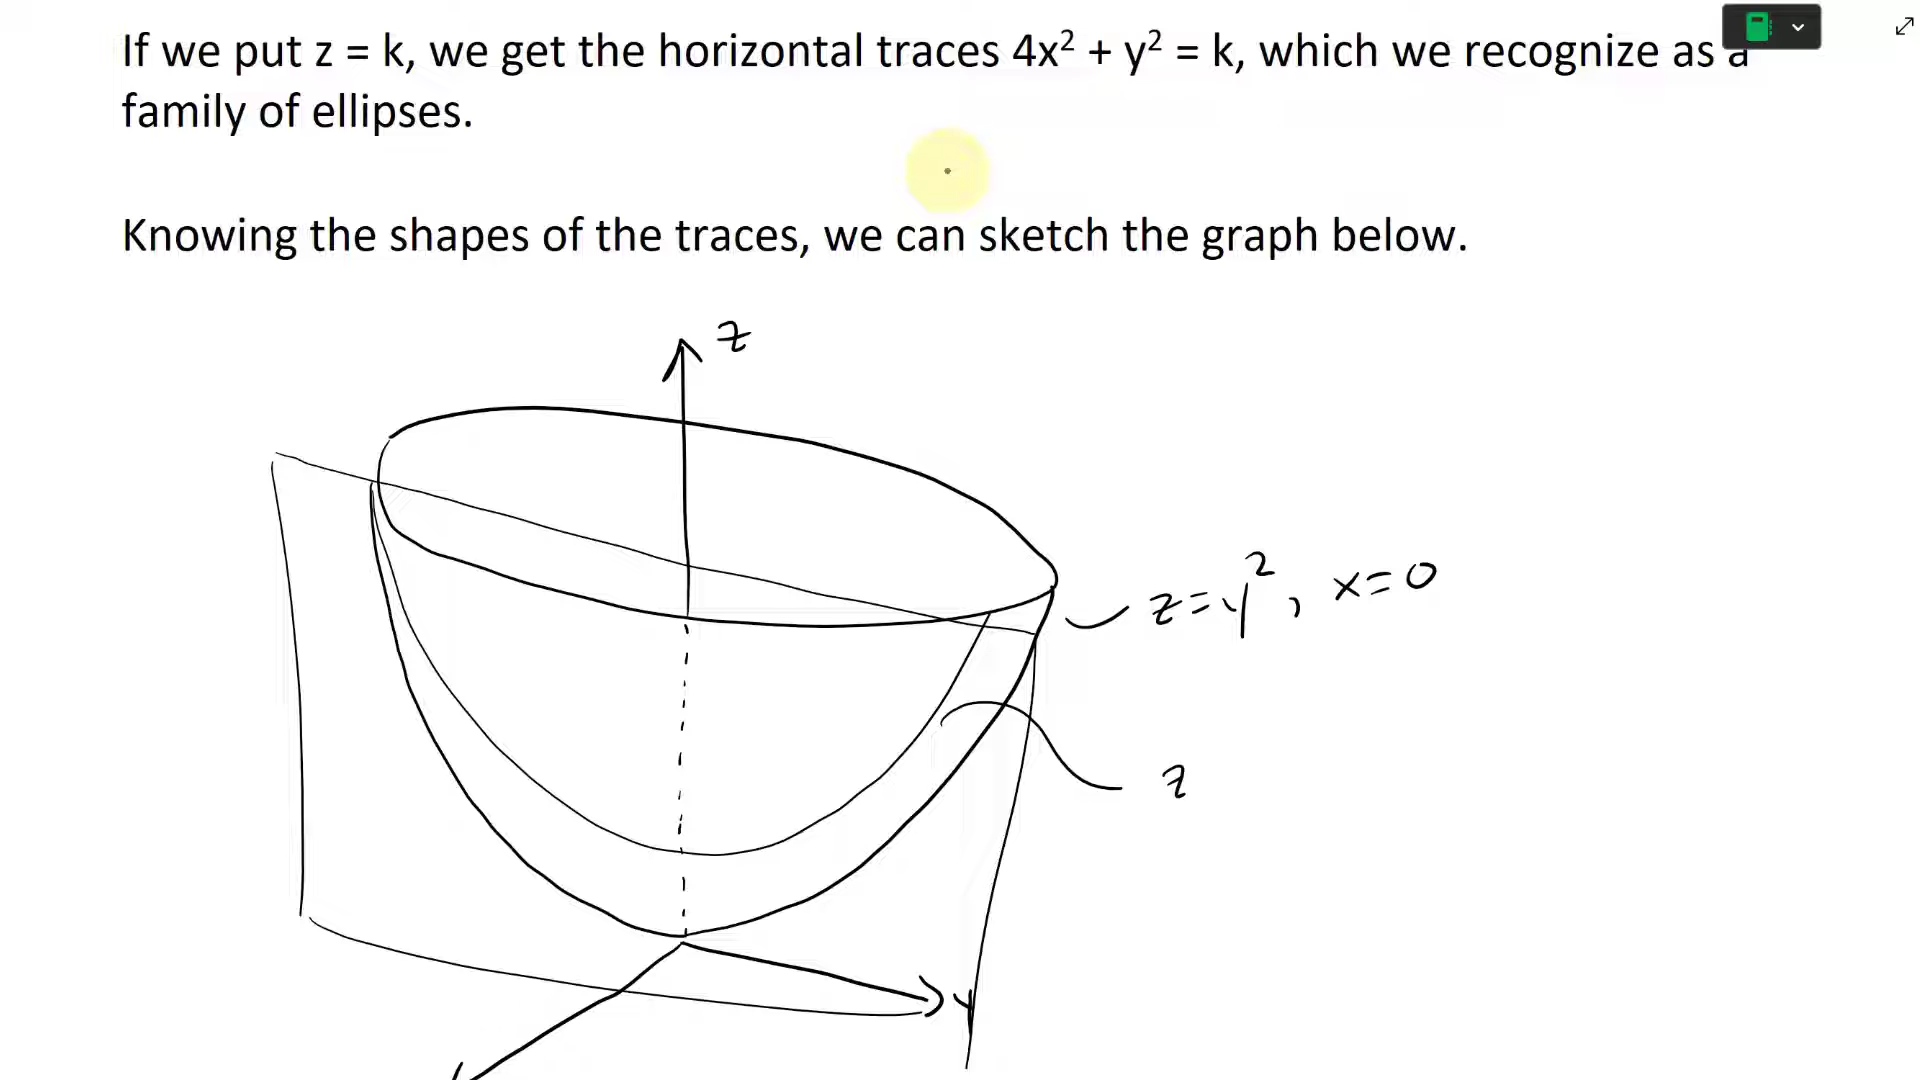 If we put z = k, we get the horizontal traces 4x² + y² = k, which we recognize as a
family of ellipses.
Knowing the shapes of the traces, we can sketch the graph below.
z
z=y², x=0
z
y